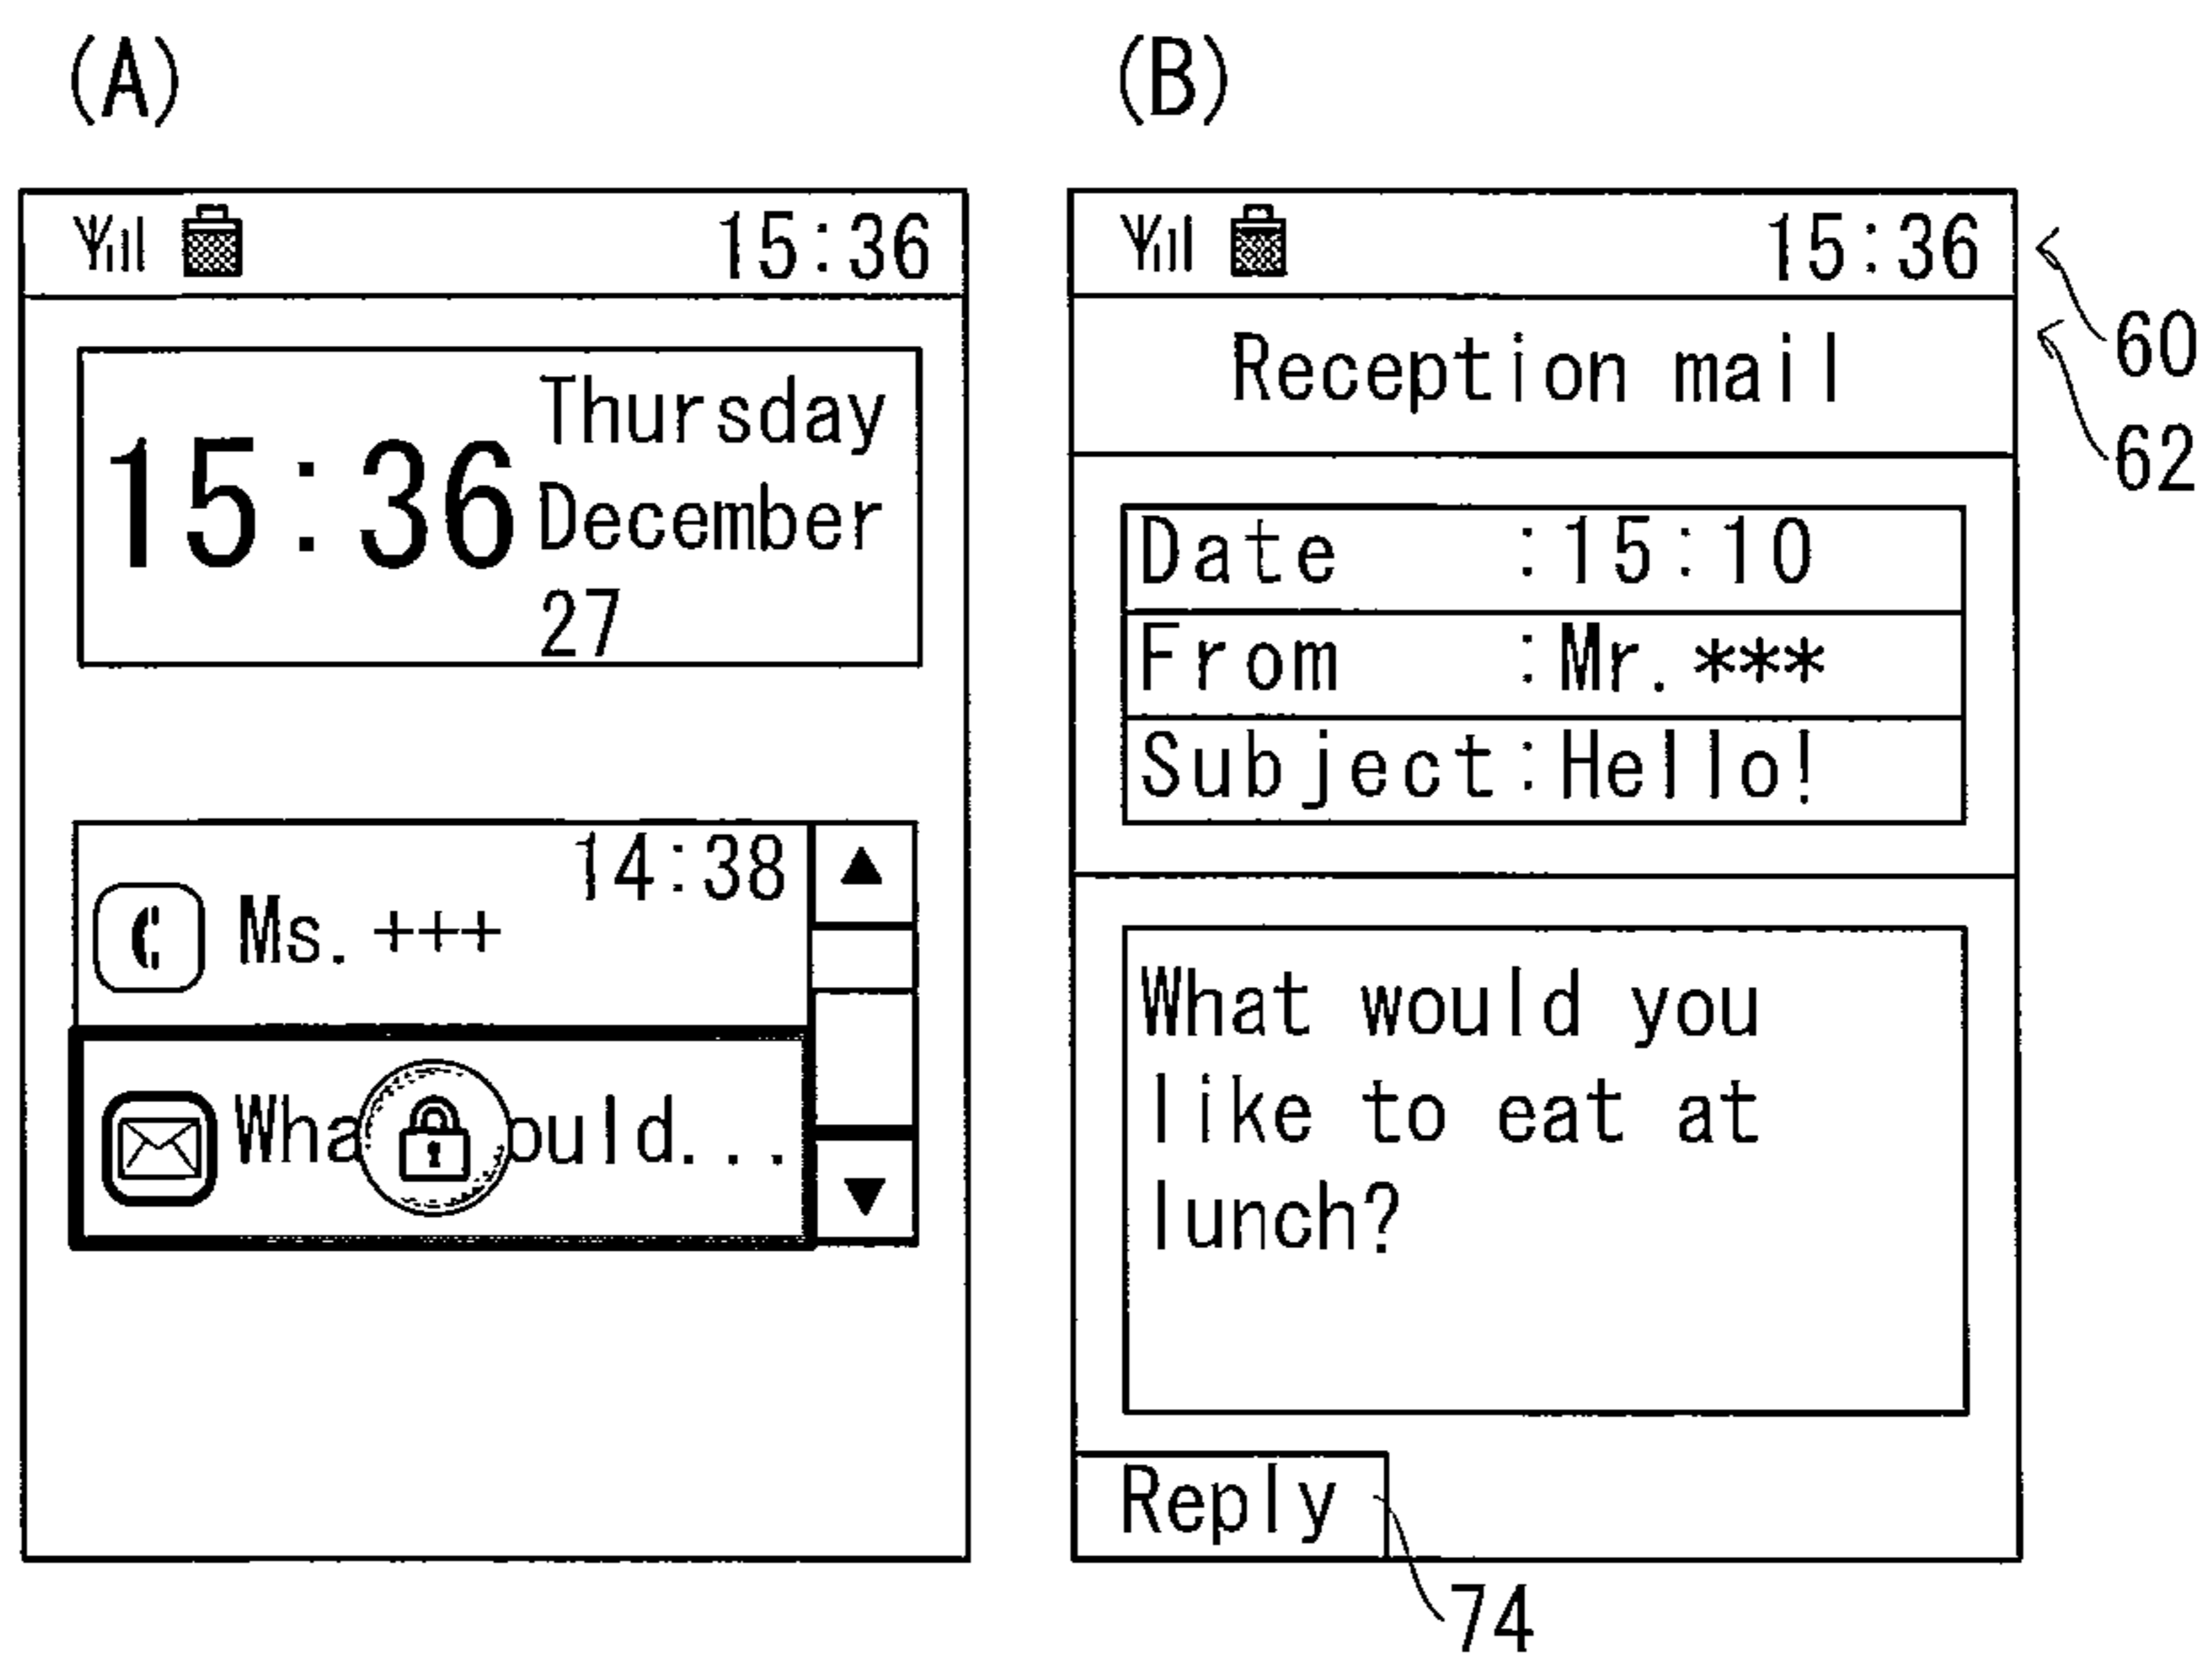 (A)
15:36
15:36
Thursday
December
27
14:38
Ms. +++
Wha ould...
(B)
15:36
Reception mail
Date :15:10
From :Mr. ***
Subject:Hello!
What would you
like to eat at
lunch?
Reply
60
62
74